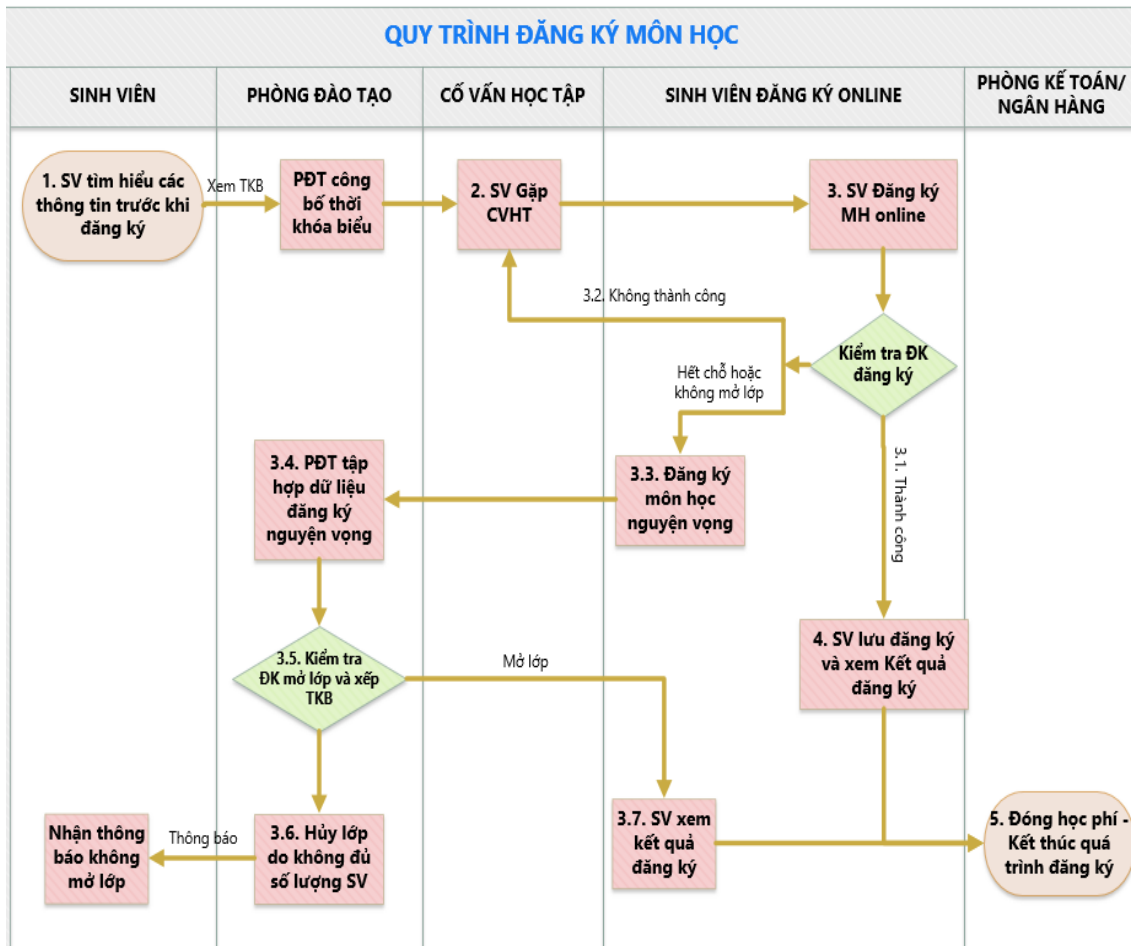 QUY TRÌNH ĐĂNG KÝ MÔN HỌC
SINH VIÊN
PHÒNG ĐÀO TẠO
CỐ VẤN HỌC TẬP
SINH VIÊN ĐĂNG KÝ ONLINE
PHÒNG KẾ TOÁN/
NGÂN HÀNG
1. SV tìm hiểu các
thông tin trước khi
đăng ký
Xem TKB
PĐT công
bố thời
khóa biểu
2. SV Gặp
CVHT
3. SV Đăng ký
MH online
3.2. Không thành công
Kiểm tra ĐK
đăng ký
Hết chỗ hoặc
không mở lớp
3.1. Thành công
3.4. PĐT tập
hợp dữ liệu
đăng ký
nguyện vọng
3.3. Đăng ký
môn học
nguyện vọng
3.5. Kiểm tra
ĐK mở lớp và xếp
TKB
Mở lớp
4. SV lưu đăng ký
và xem Kết quả
đăng ký
Nhận thông
báo không
mở lớp
Thông báo
3.6. Hủy lớp
do không đủ
số lượng SV
3.7. SV xem
kết quả
đăng ký
5. Đóng học phí -
Kết thúc quá
trình đăng ký